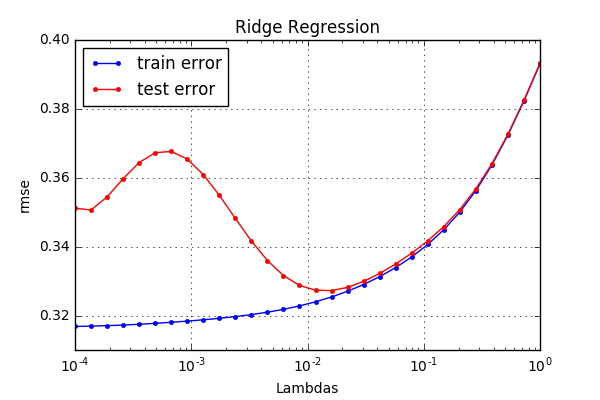 Ridge Regression
0.40
train error
test error
0.38
0.36
rmse
0.34
0.32
10^-4 10^-3 10^-2 10^-1 10^0
Lambdas